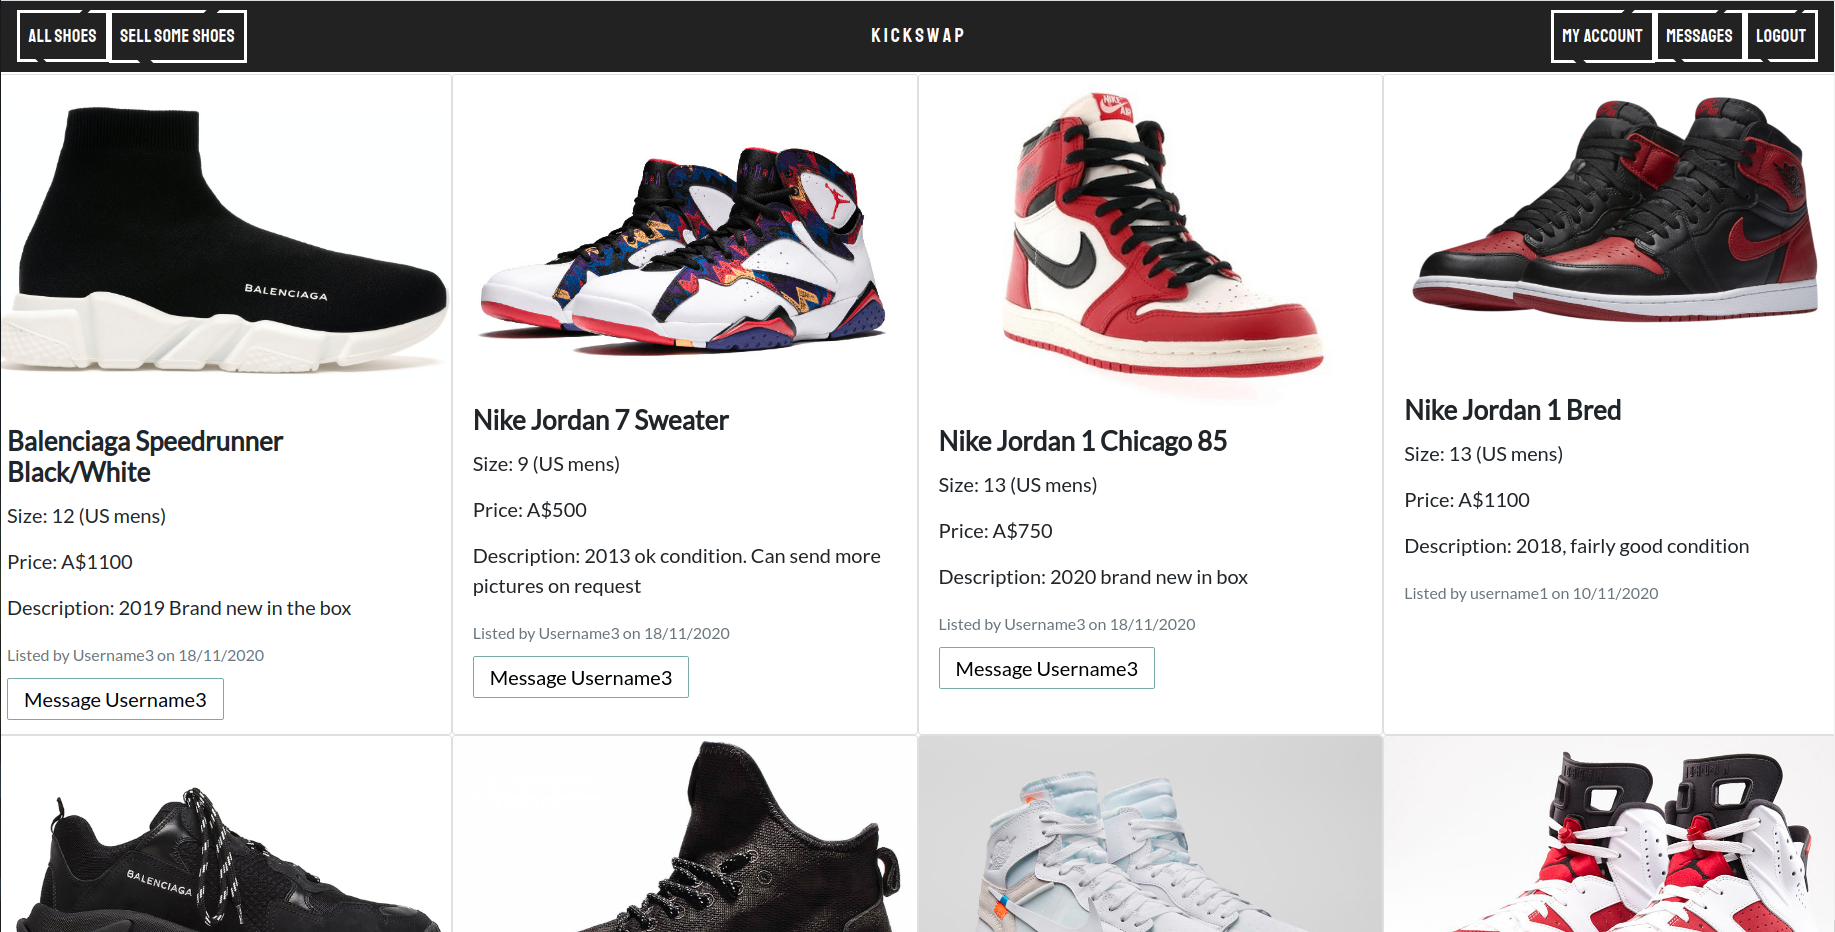 ALL SHOES
SELL SOME SHOES
KICKSWAP
MY ACCOUNT
MESSAGES
LOGOUT
BALENCIAGA
Balenciaga Speedrunner
Black/White
Size: 12 (US mens)
Price: A$1100
Description: 2019 Brand new in the box
Listed by Username3 on 18/11/2020
Message Username3
Nike Jordan 7 Sweater
Size: 9 (US mens)
Price: A$500
Description: 2013 ok condition. Can send more
pictures on request
Listed by Username3 on 18/11/2020
Message Username3
NIKE
AIR
Nike Jordan 1 Chicago 85
Size: 13 (US mens)
Price: A$750
Description: 2020 brand new in box
Listed by Username3 on 18/11/2020
Message Username3
Nike Jordan 1 Bred
Size: 13 (US mens)
Price: A$1100
Description: 2018, fairly good condition
Listed by username1 on 10/11/2020
BALENCIAGA